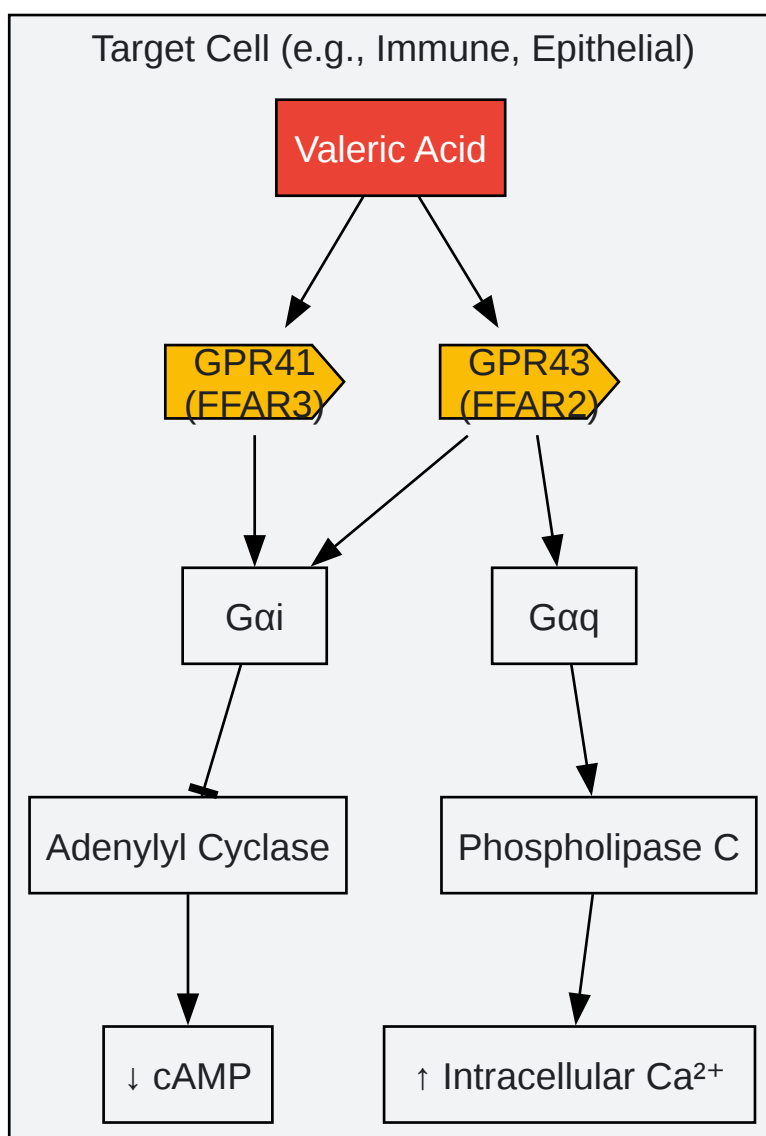 Target Cell (e.g., Immune, Epithelial)
Valeric Acid
GPR41
(FFAR3)
GPR43
(FFAR2)
Gαi
Gαq
Adenylyl Cyclase
Phospholipase C
↓ cAMP
↑ Intracellular Ca²⁺